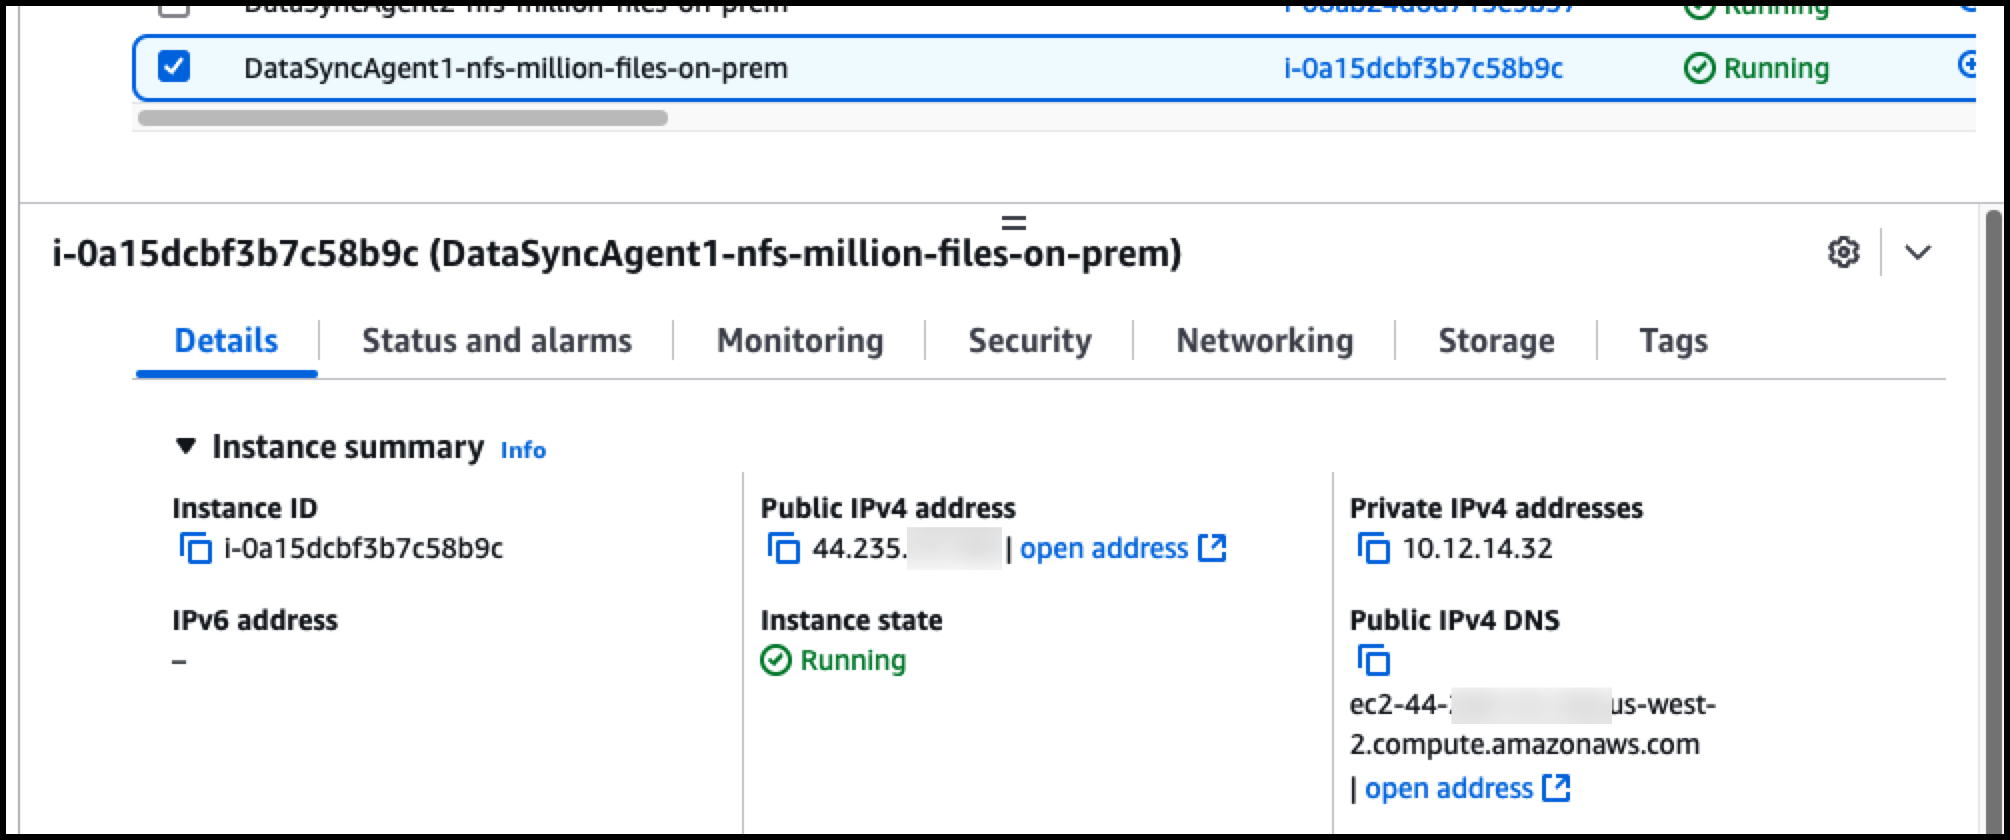 DataSyncAgent2-nfs-million-files-on-prem Running
DataSyncAgent1-nfs-million-files-on-prem i-0a15dcbf3b7c58b9c Running
i-0a15dcbf3b7c58b9c (DataSyncAgent1-nfs-million-files-on-prem)
Details Status and alarms Monitoring Security Networking Storage Tags
Instance summary Info
Instance ID
i-0a15dcbf3b7c58b9c
Public IPv4 address
44.235. | open address
Private IPv4 addresses
10.12.14.32
IPv6 address
–
Instance state
Running
Public IPv4 DNS
ec2-44- us-west-
2.compute.amazonaws.com
| open address